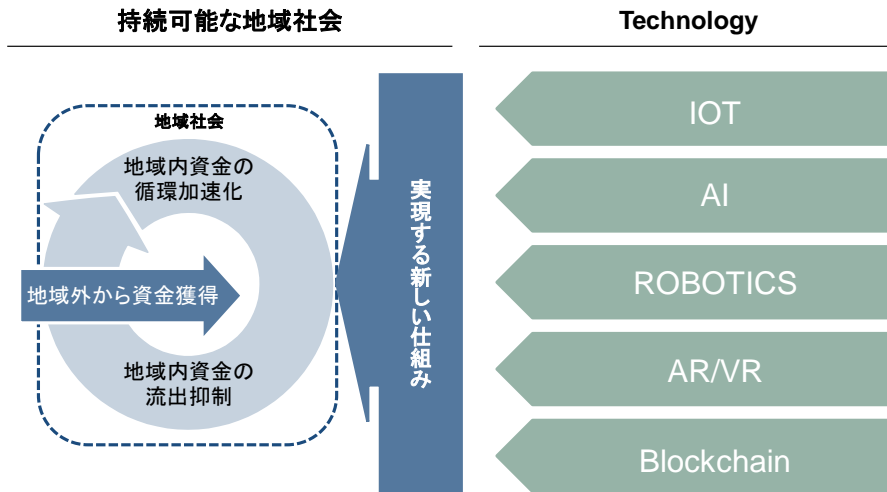 持続可能な地域社会
地域社会
地域内資金の
循環加速化
地域外から資金獲得
地域内資金の
流出抑制
実現する新しい仕組み
Technology
IOT
AI
ROBOTICS
AR/VR
Blockchain